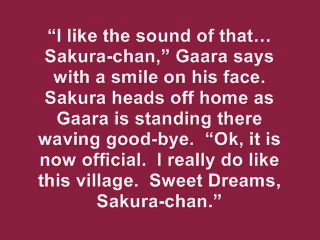 “I like the sound of that…
Sakura-chan,” Gaara says
with a smile on his face.
Sakura heads off home as
Gaara is standing there
waving good-bye.  “Ok, it is
now official.  I really do like
this village.  Sweet Dreams,
Sakura-chan.”